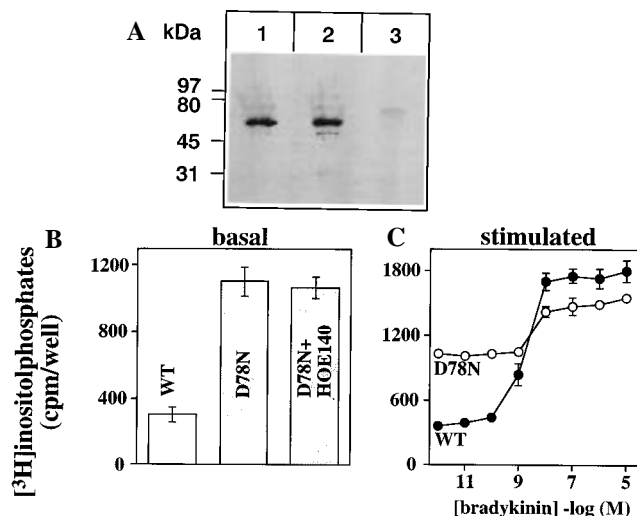 A kDa 1 2 3
97
80
45
31
B basal
[³H]inositolphosphates
(cpm/well)
1200
900
400
0
WT
D78N
D78N+
HOE140
C stimulated
1800
1200
600
0
D78N
WT
11 9 7 5
[bradykinin] -log (M)